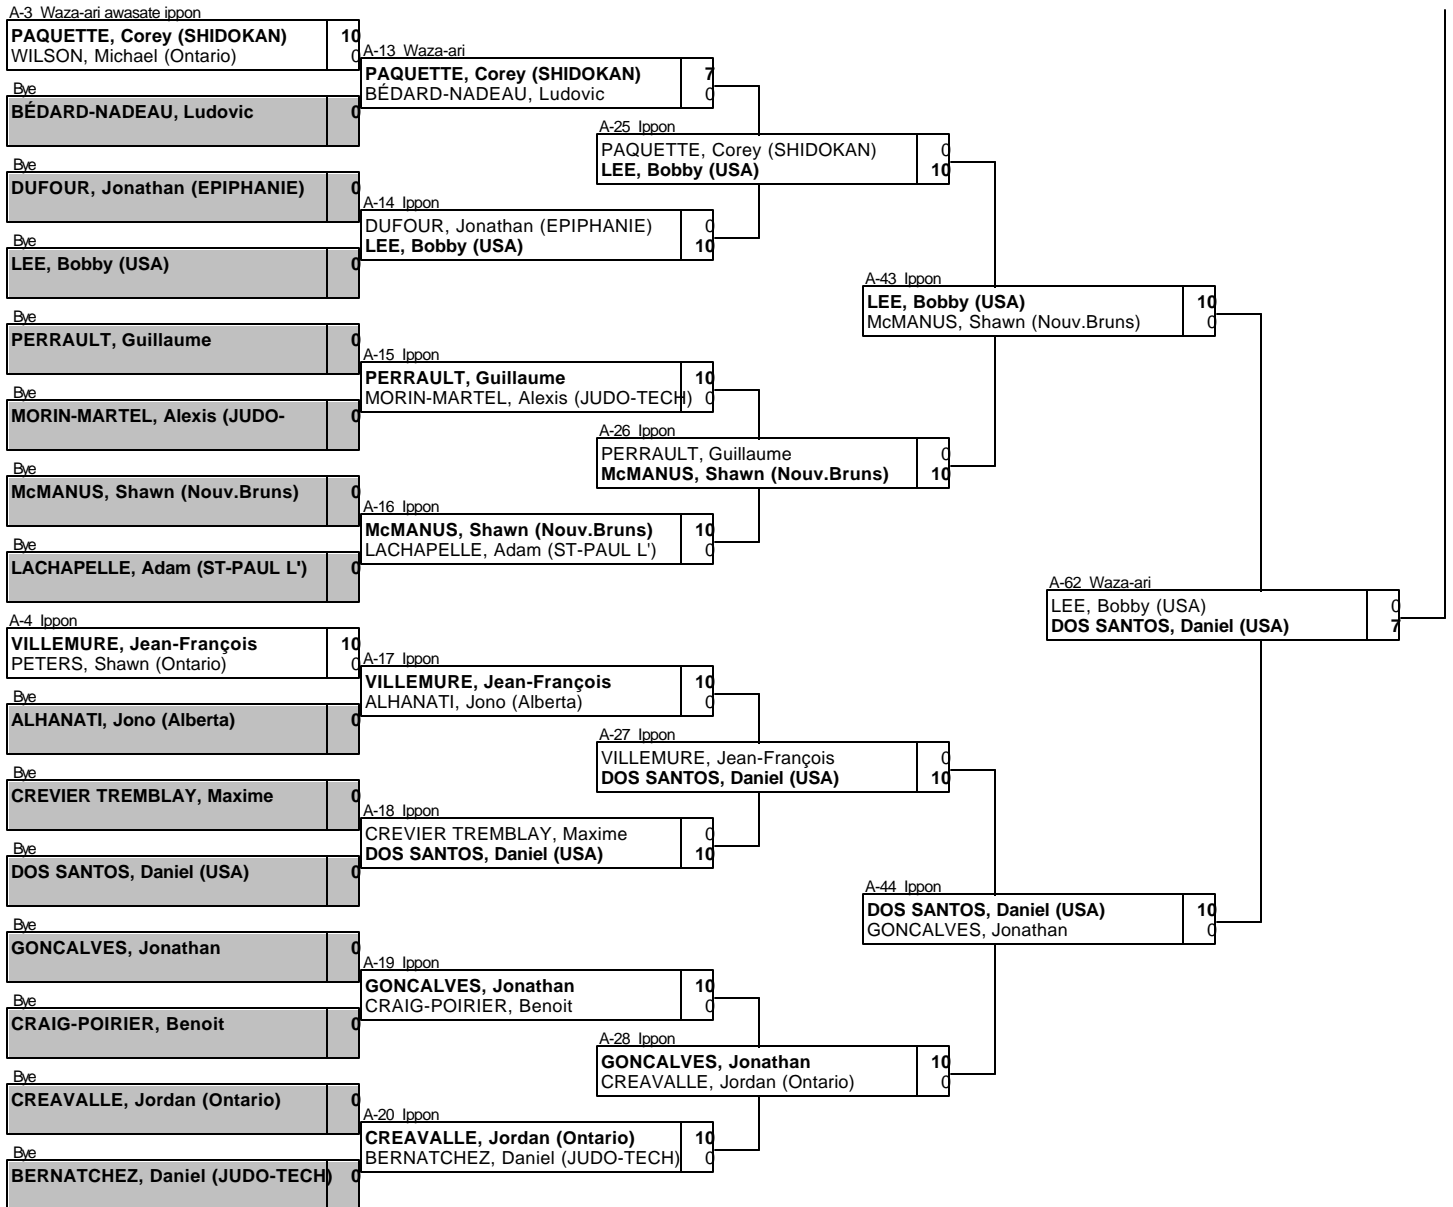 A-3 Waza-ari awasate ippon
PAQUETTE, Corey (SHIDOKAN) 10
WILSON, Michael (Ontario) 0
Bye
BÉDARD-NADEAU, Ludovic 0
Bye
DUFOUR, Jonathan (EPIPHANIE) 0
Bye
LEE, Bobby (USA) 0
Bye
PERRAULT, Guillaume 0
Bye
MORIN-MARTEL, Alexis (JUDO- 0
Bye
McMANUS, Shawn (Nouv.Bruns) 0
Bye
LACHAPELLE, Adam (ST-PAUL L') 0
A-4 Ippon
VILLEMURE, Jean-François 10
PETERS, Shawn (Ontario) 0
Bye
ALHANATI, Jono (Alberta) 0
Bye
CREVIER TREMBLAY, Maxime 0
Bye
DOS SANTOS, Daniel (USA) 0
Bye
GONCALVES, Jonathan 0
Bye
CRAIG-POIRIER, Benoit 0
Bye
CREAVALLE, Jordan (Ontario) 0
Bye
BERNATCHEZ, Daniel (JUDO-TECH) 0
A-13 Waza-ari
PAQUETTE, Corey (SHIDOKAN) 7
BÉDARD-NADEAU, Ludovic 0
A-14 Ippon
DUFOUR, Jonathan (EPIPHANIE) 0
LEE, Bobby (USA) 10
A-15 Ippon
PERRAULT, Guillaume 10
MORIN-MARTEL, Alexis (JUDO-TECH) 0
A-16 Ippon
McMANUS, Shawn (Nouv.Bruns) 10
LACHAPELLE, Adam (ST-PAUL L') 0
A-17 Ippon
VILLEMURE, Jean-François 10
ALHANATI, Jono (Alberta) 0
A-18 Ippon
CREVIER TREMBLAY, Maxime 0
DOS SANTOS, Daniel (USA) 10
A-19 Ippon
GONCALVES, Jonathan 10
CRAIG-POIRIER, Benoit 0
A-20 Ippon
CREAVALLE, Jordan (Ontario) 10
BERNATCHEZ, Daniel (JUDO-TECH) 0
A-25 Ippon
PAQUETTE, Corey (SHIDOKAN) 0
LEE, Bobby (USA) 10
A-26 Ippon
PERRAULT, Guillaume 0
McMANUS, Shawn (Nouv.Bruns) 10
A-27 Ippon
VILLEMURE, Jean-François 0
DOS SANTOS, Daniel (USA) 10
A-28 Ippon
GONCALVES, Jonathan 10
CREAVALLE, Jordan (Ontario) 0
A-43 Ippon
LEE, Bobby (USA) 10
McMANUS, Shawn (Nouv.Bruns) 0
A-44 Ippon
DOS SANTOS, Daniel (USA) 10
GONCALVES, Jonathan 0
A-62 Waza-ari
LEE, Bobby (USA) 0
DOS SANTOS, Daniel (USA) 7